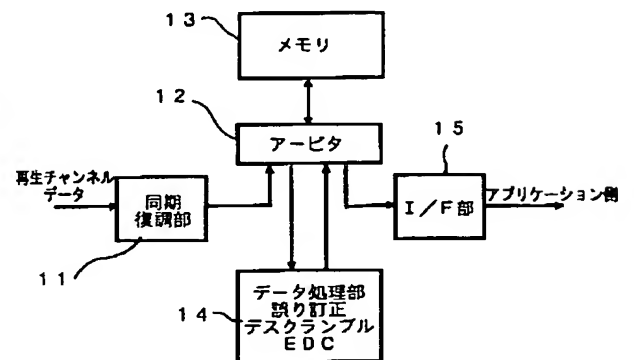 13
メモリ
12
アービタ
15
再生チャンネル
データ
同期
復調部
I/F部
アプリケーション側
11
データ処理部
誤り訂正
デスクランブル
EDC
14